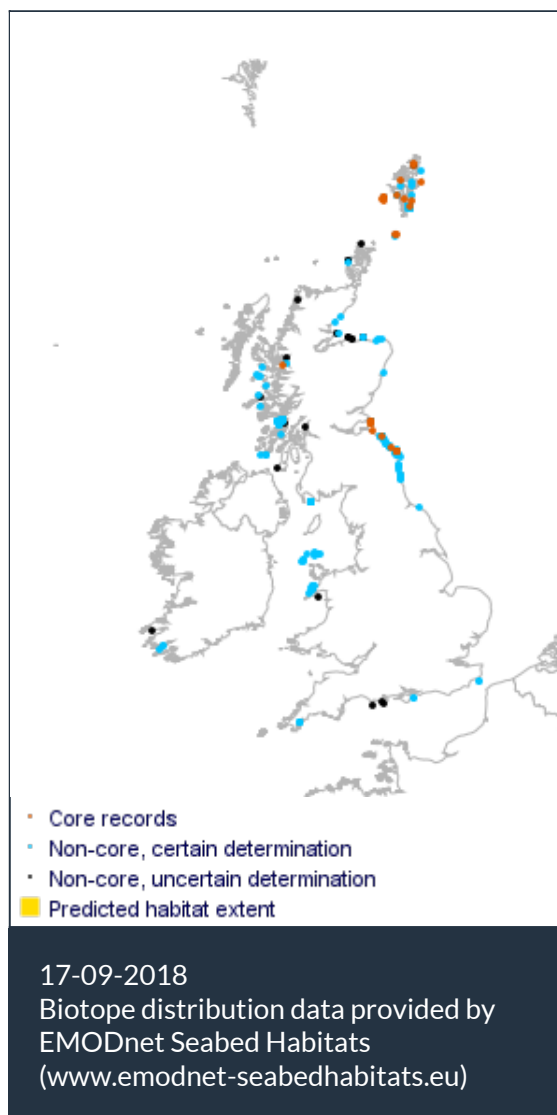 Core records
Non-core, certain determination
Non-core, uncertain determination
Predicted habitat extent
17-09-2018
Biotope distribution data provided by
EMODnet Seabed Habitats
(www.emodnet-seabedhabitats.eu)